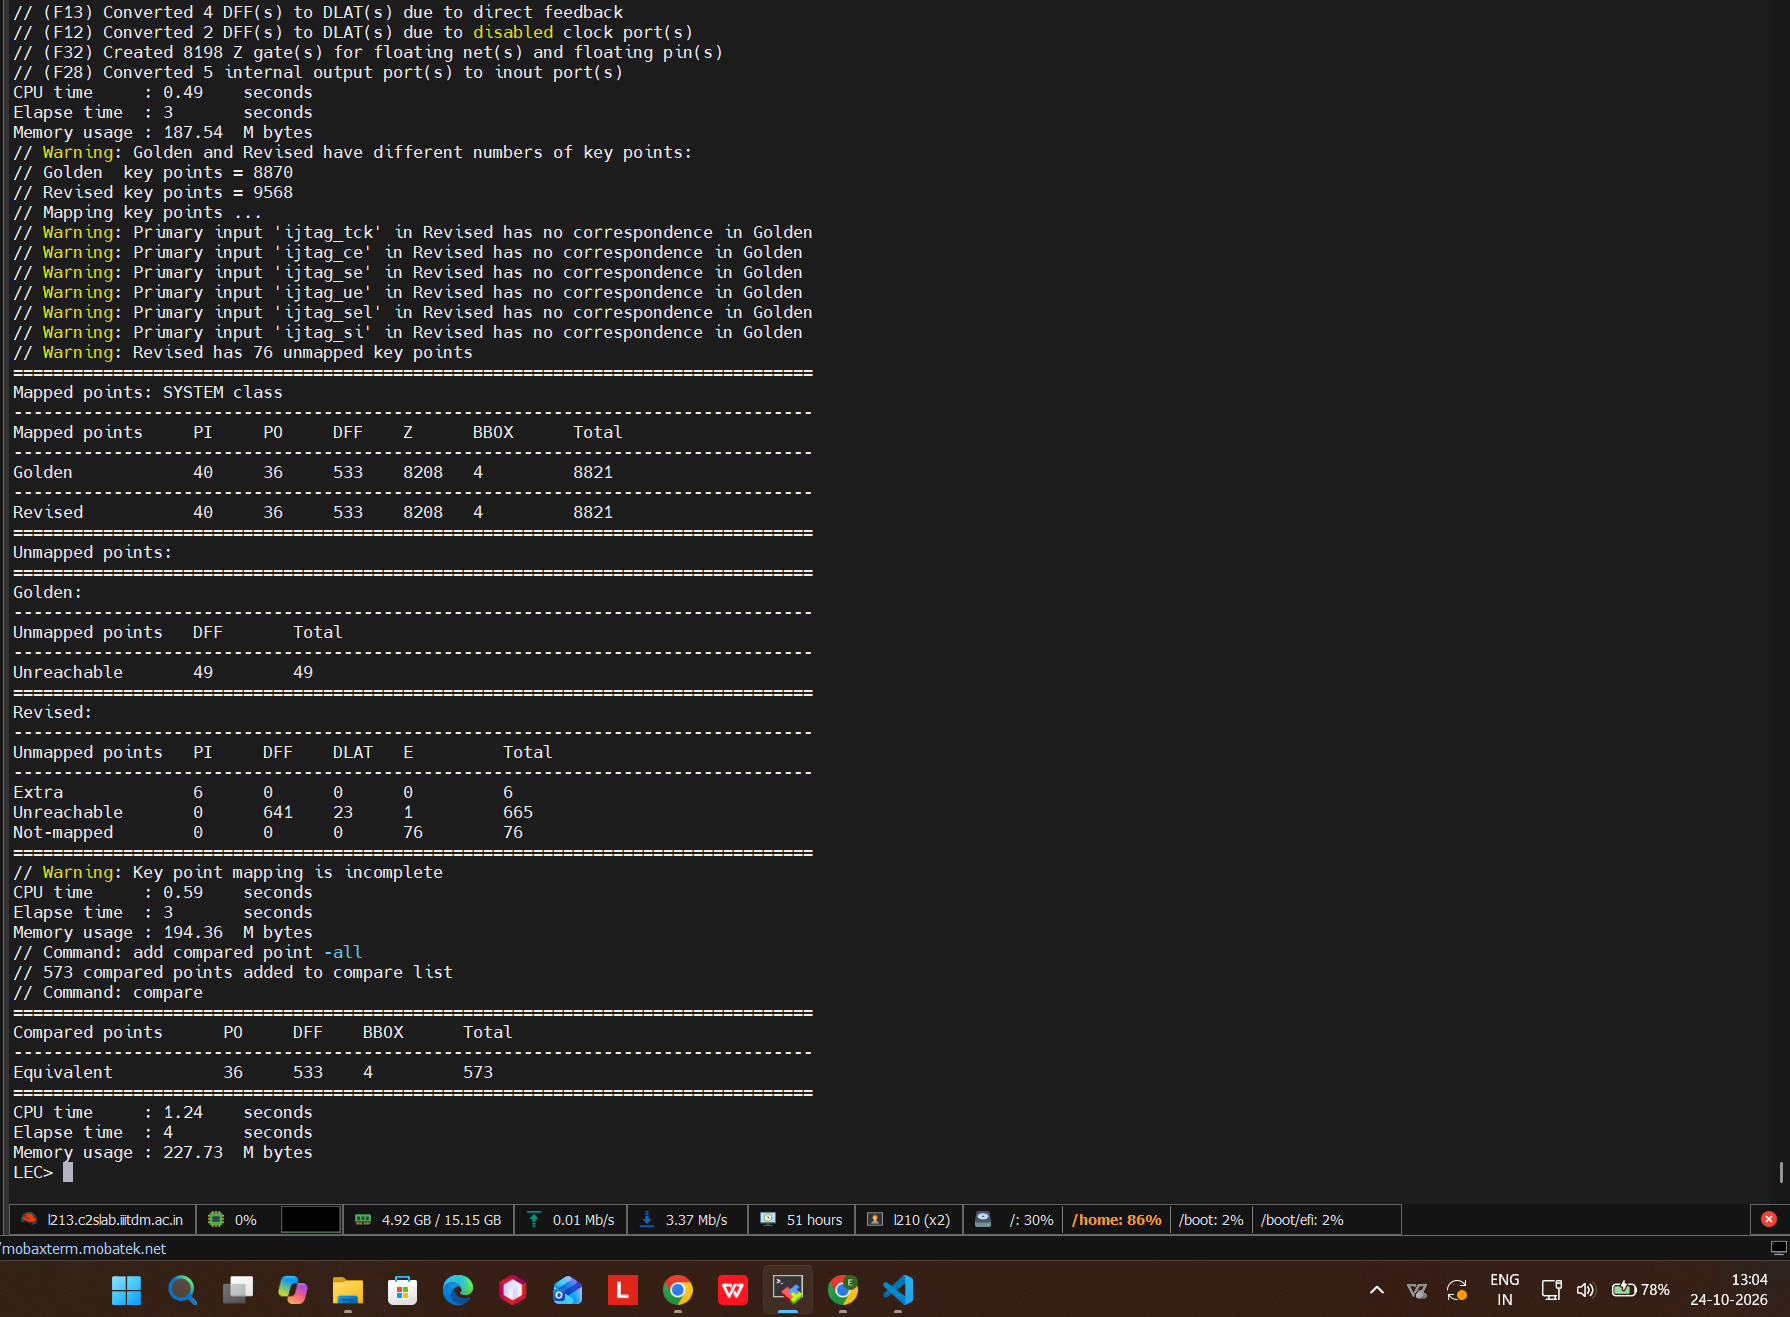 // (F13) Converted 4 DFF(s) to DLAT(s) due to direct feedback
// (F12) Converted 2 DFF(s) to DLAT(s) due to disabled clock port(s)
// (F32) Created 8198 Z gate(s) for floating net(s) and floating pin(s)
// (F28) Converted 5 internal output port(s) to inout port(s)
CPU time     : 0.49    seconds
Elapse time  : 3       seconds
Memory usage : 187.54  M bytes
// Warning: Golden and Revised have different numbers of key points:
// Golden  key points = 8870
// Revised key points = 9568
// Mapping key points ...
// Warning: Primary input 'ijtag_tck' in Revised has no correspondence in Golden
// Warning: Primary input 'ijtag_ce' in Revised has no correspondence in Golden
// Warning: Primary input 'ijtag_se' in Revised has no correspondence in Golden
// Warning: Primary input 'ijtag_ue' in Revised has no correspondence in Golden
// Warning: Primary input 'ijtag_sel' in Revised has no correspondence in Golden
// Warning: Primary input 'ijtag_si' in Revised has no correspondence in Golden
// Warning: Revised has 76 unmapped key points
================================================================================
Mapped points: SYSTEM class
--------------------------------------------------------------------------------
Mapped points     PI     PO     DFF    Z      BBOX      Total
--------------------------------------------------------------------------------
Golden            40     36     533    8208   4         8821
--------------------------------------------------------------------------------
Revised           40     36     533    8208   4         8821
================================================================================
Unmapped points:
================================================================================
Golden:
--------------------------------------------------------------------------------
Unmapped points   DFF       Total
--------------------------------------------------------------------------------
Unreachable       49        49
================================================================================
Revised:
--------------------------------------------------------------------------------
Unmapped points   PI     DFF    DLAT   E         Total
--------------------------------------------------------------------------------
Extra             6      0      0      0         6
Unreachable       0      641    23     1         665
Not-mapped        0      0      0      76        76
================================================================================
// Warning: Key point mapping is incomplete
CPU time     : 0.59    seconds
Elapse time  : 3       seconds
Memory usage : 194.36  M bytes
// Command: add compared point -all
// 573 compared points added to compare list
// Command: compare
================================================================================
Compared points      PO     DFF    BBOX      Total
--------------------------------------------------------------------------------
Equivalent           36     533    4         573
================================================================================
CPU time     : 1.24    seconds
Elapse time  : 4       seconds
Memory usage : 227.73  M bytes
LEC>
l213.c2slab.iiitdm.ac.in 0% 4.92 GB / 15.15 GB 0.01 Mb/s 3.37 Mb/s 51 hours l210 (x2) /: 30% /home: 86% /boot: 2% /boot/efi: 2%
/mobaxterm.mobatek.net
ENG 13:04
IN 78% 24-10-2026